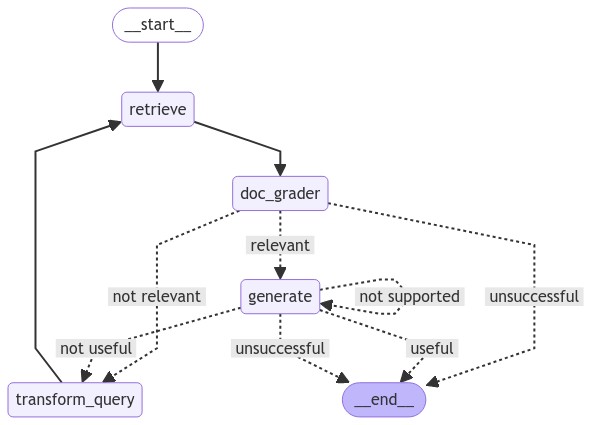 __start__
retrieve
doc_grader
relevant
generate
not relevant
not supported
unsuccessful
not useful
unsuccessful
useful
transform_query
__end__